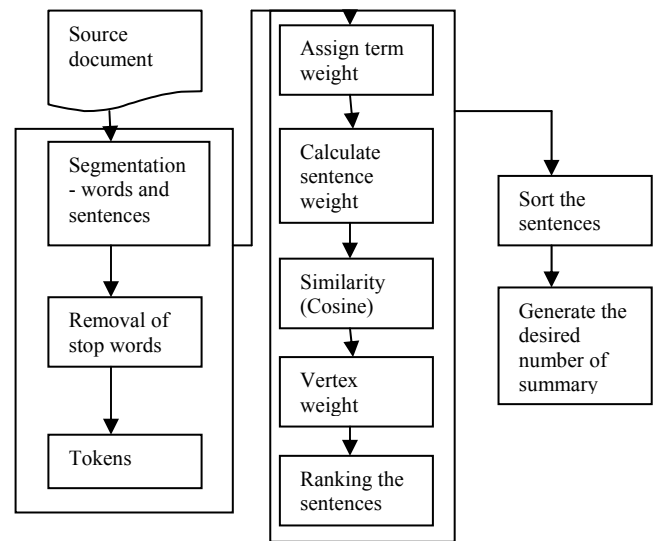 Source
document
Segmentation
- words and
sentences
Removal of
stop words
Tokens
Assign term
weight
Calculate
sentence
weight
Similarity
(Cosine)
Vertex
weight
Ranking the
sentences
Sort the
sentences
Generate the
desired
number of
summary